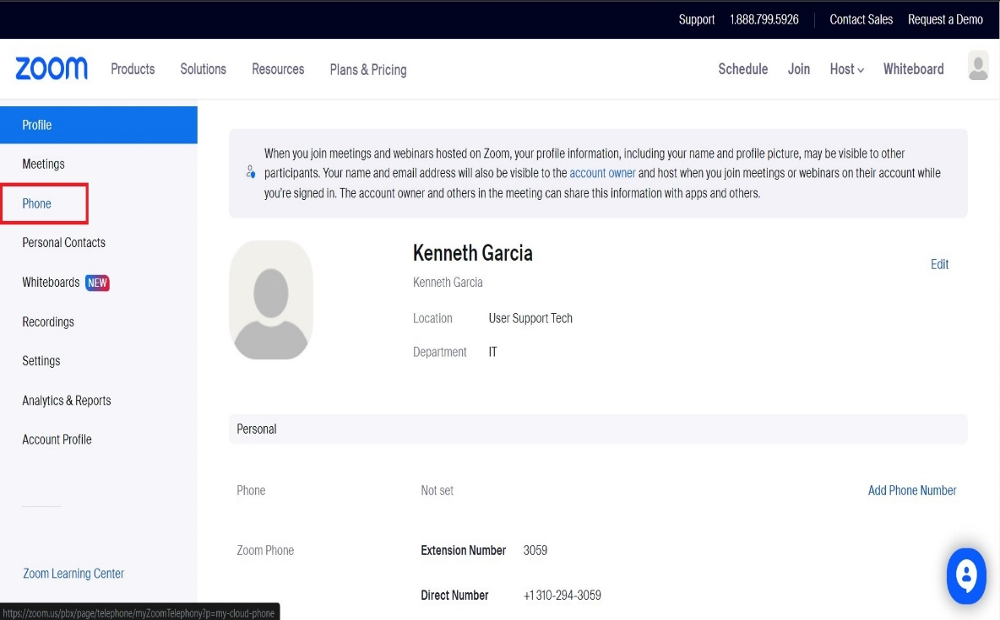 Support 1.888.799.5926 Contact Sales Request a Demo
zoom Products Solutions Resources Plans & Pricing Schedule Join Host Whiteboard
Profile
Meetings
Phone
Personal Contacts
Whiteboards NEW
Recordings
Settings
Analytics & Reports
Account Profile
Zoom Learning Center
When you join meetings and webinars hosted on Zoom, your profile information, including your name and profile picture, may be visible to other
participants. Your name and email address will also be visible to the account owner and host when you join meetings or webinars on their account while
you're signed in. The account owner and others in the meeting can share this information with apps and others.
Kenneth Garcia
Edit
Kenneth Garcia
Location User Support Tech
Department IT
Personal
Phone Not set Add Phone Number
Zoom Phone Extension Number 3059
Direct Number +1 310-294-3059
https://zoom.us/pbx/page/telephone/myZoomTelephony?p=my-cloud-phone